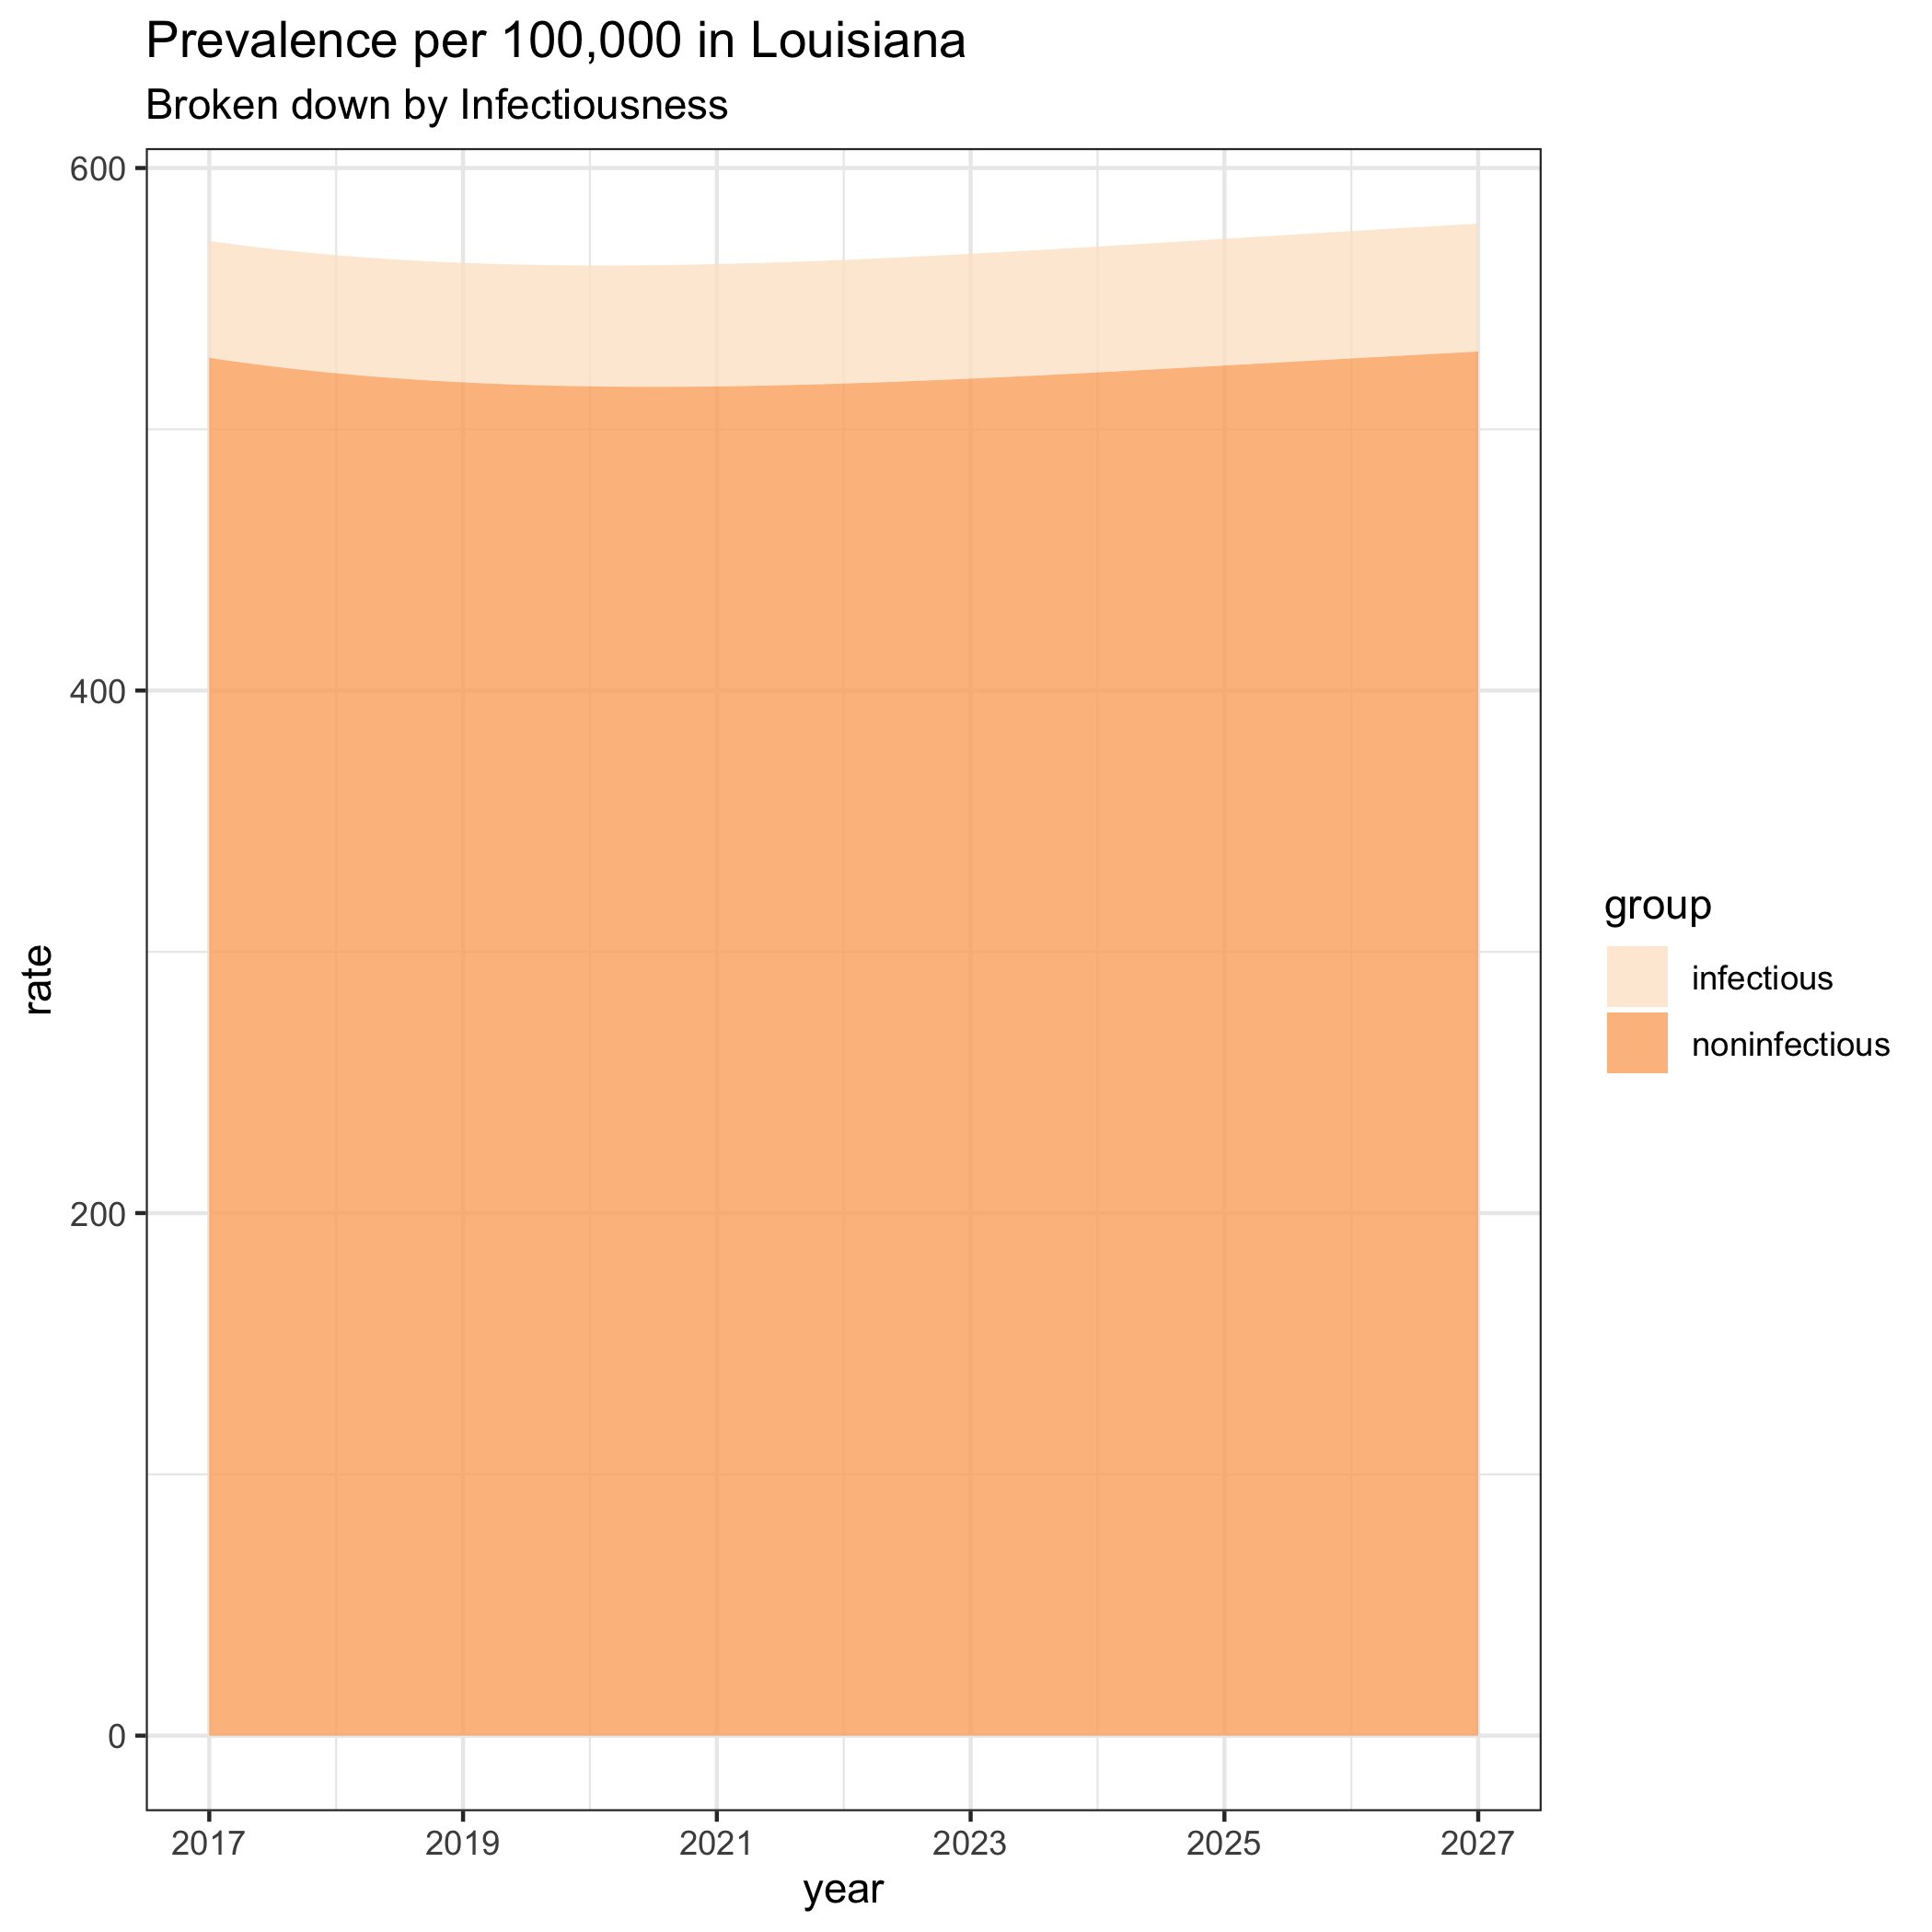 Prevalence per 100,000 in Louisiana
Broken down by Infectiousness
600
400
200
0
rate
2017 2019 2021 2023 2025 2027
year
group
infectious
noninfectious